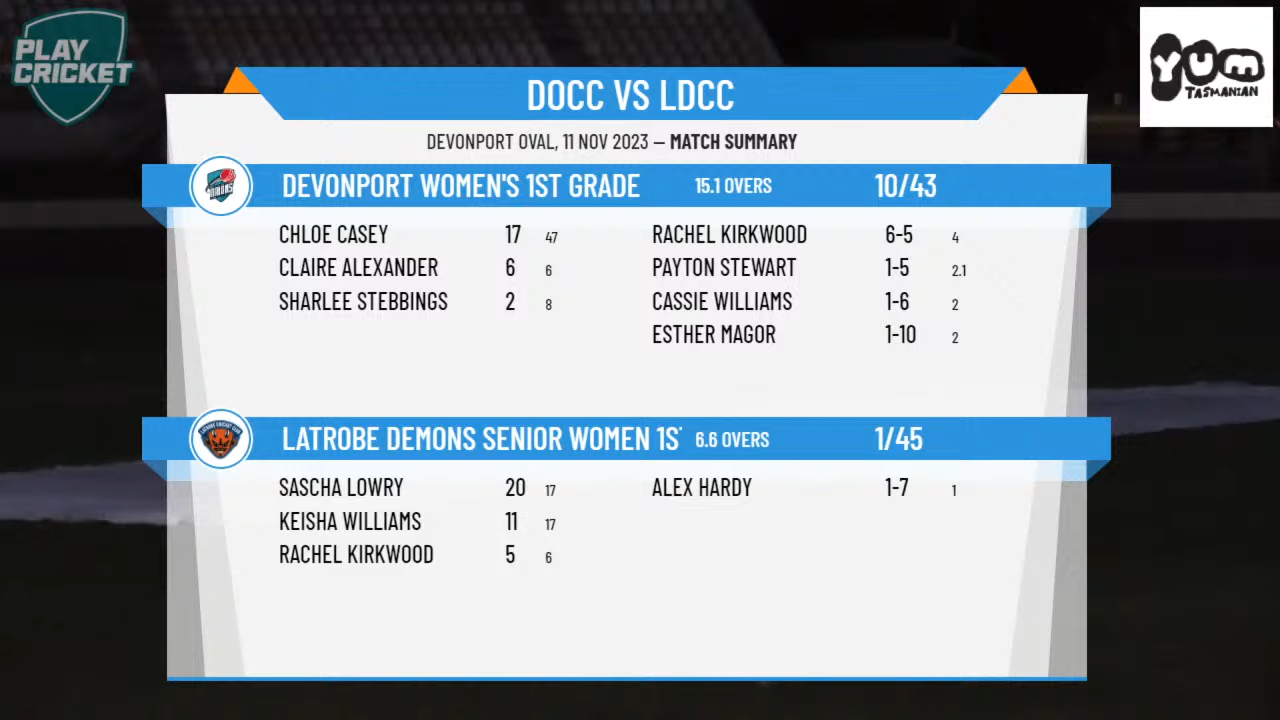 PLAY
CRICKET
YUM
TASMANIAN
DOCC VS LDCC
DEVONPORT OVAL, 11 NOV 2023 – MATCH SUMMARY
DEVONPORT WOMEN'S 1ST GRADE 15.1 OVERS 10/43
CHLOE CASEY 17 47 RACHEL KIRKWOOD 6-5 4
CLAIRE ALEXANDER 6 6 PAYTON STEWART 1-5 2.1
SHARLEE STEBBINGS 2 8 CASSIE WILLIAMS 1-6 2
ESTHER MAGOR 1-10 2
LATROBE CRICKET CLUB
LATROBE DEMONS SENIOR WOMEN 1S 6.6 OVERS 1/45
SASCHA LOWRY 20 17 ALEX HARDY 1-7 1
KEISHA WILLIAMS 11 17
RACHEL KIRKWOOD 5 6